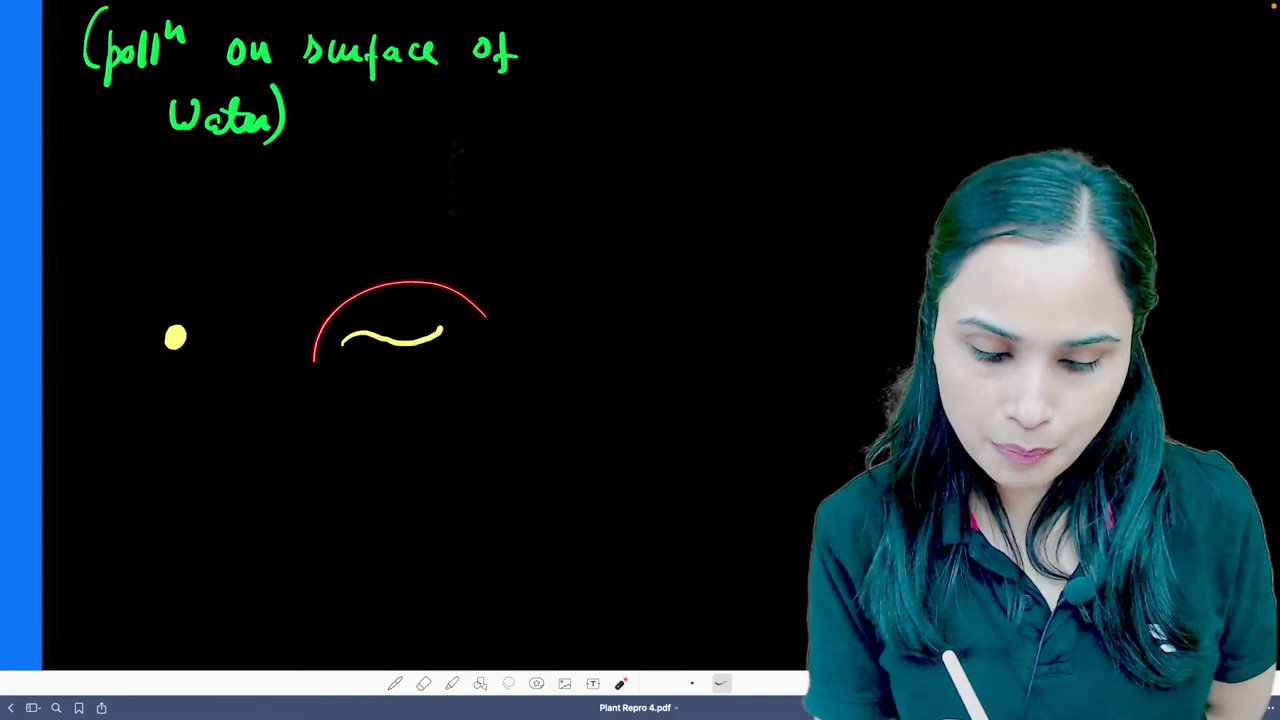 (pollⁿ on surface of
Water)
Plant Repro 4.pdf